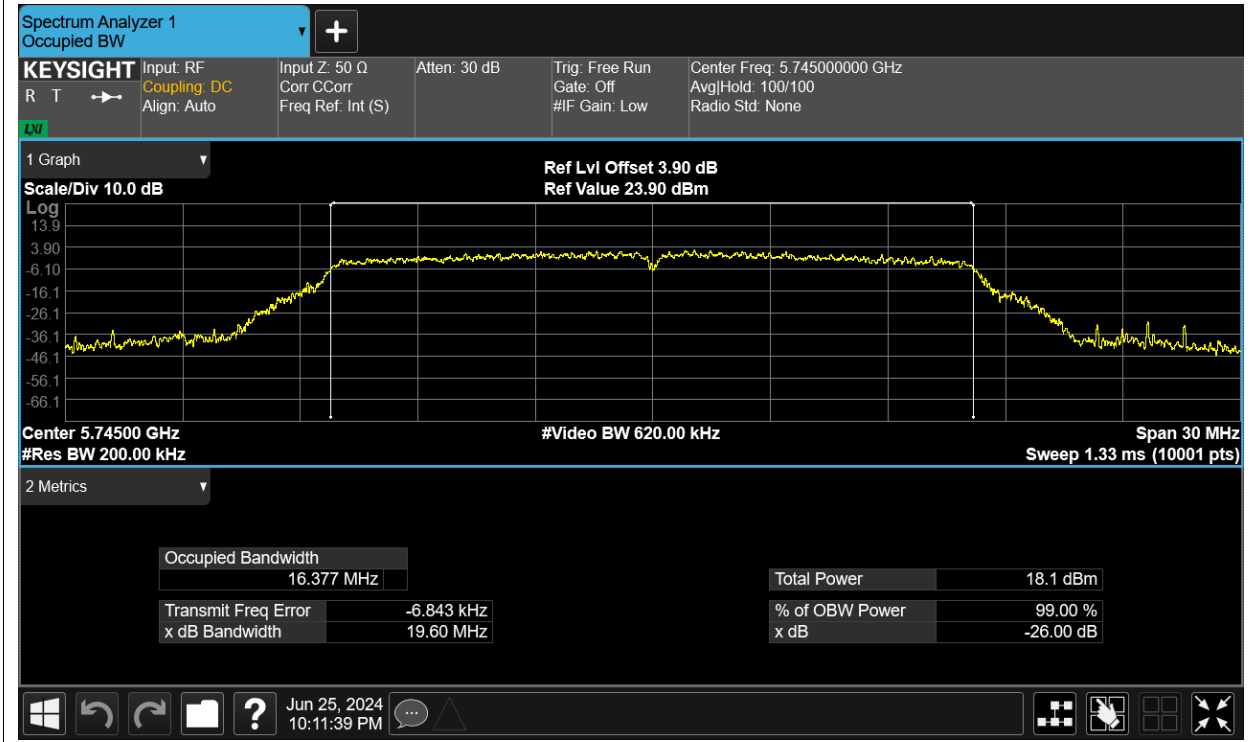 Spectrum Analyzer 1
Occupied BW
KEYSIGHT
R T
LXI
Input: RF
Coupling: DC
Align: Auto
Input Z: 50 Ω
Corr CCorr
Freq Ref: Int (S)
Atten: 30 dB
Trig: Free Run
Gate: Off
#IF Gain: Low
Center Freq: 5.745000000 GHz
Avg|Hold: 100/100
Radio Std: None
1 Graph
Scale/Div 10.0 dB
Ref Lvl Offset 3.90 dB
Ref Value 23.90 dBm
Log
13.9
3.90
-6.10
-16.1
-26.1
-36.1
-46.1
-56.1
-66.1
Center 5.74500 GHz
#Res BW 200.00 kHz
#Video BW 620.00 kHz
Span 30 MHz
Sweep 1.33 ms (10001 pts)
2 Metrics
Occupied Bandwidth
16.377 MHz
Transmit Freq Error -6.843 kHz
x dB Bandwidth 19.60 MHz
Total Power 18.1 dBm
% of OBW Power 99.00 %
x dB -26.00 dB
?
Jun 25, 2024
10:11:39 PM